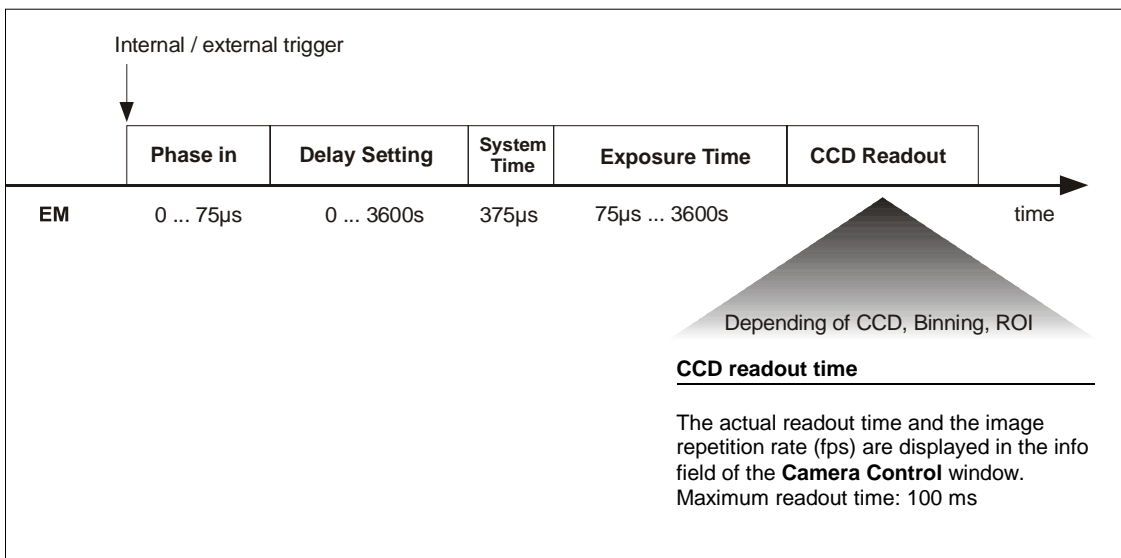 Internal / external trigger
Phase in
Delay Setting
System
Time
Exposure Time
CCD Readout
EM
0 ... 75µs
0 ... 3600s
375µs
75µs ... 3600s
time
Depending of CCD, Binning, ROI
CCD readout time
The actual readout time and the image
repetition rate (fps) are displayed in the info
field of the Camera Control window.
Maximum readout time: 100 ms